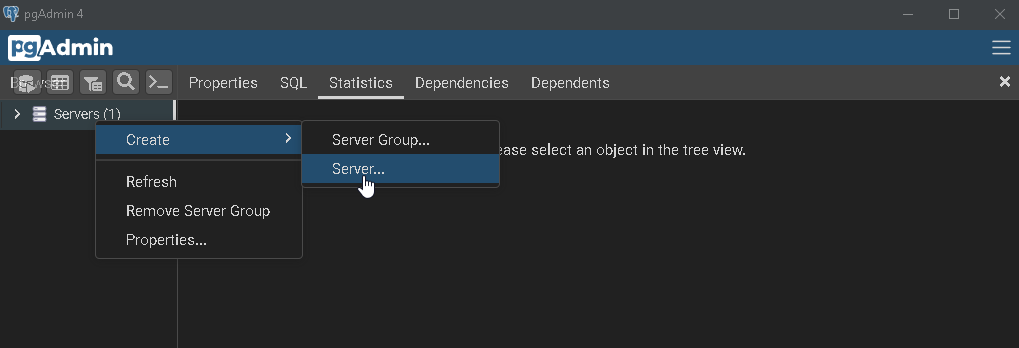 pgAdmin 4
pgAdmin
Properties SQL Statistics Dependencies Dependents
Servers (1)
Create
Server Group...
ease select an object in the tree view.
Server...
Refresh
Remove Server Group
Properties...